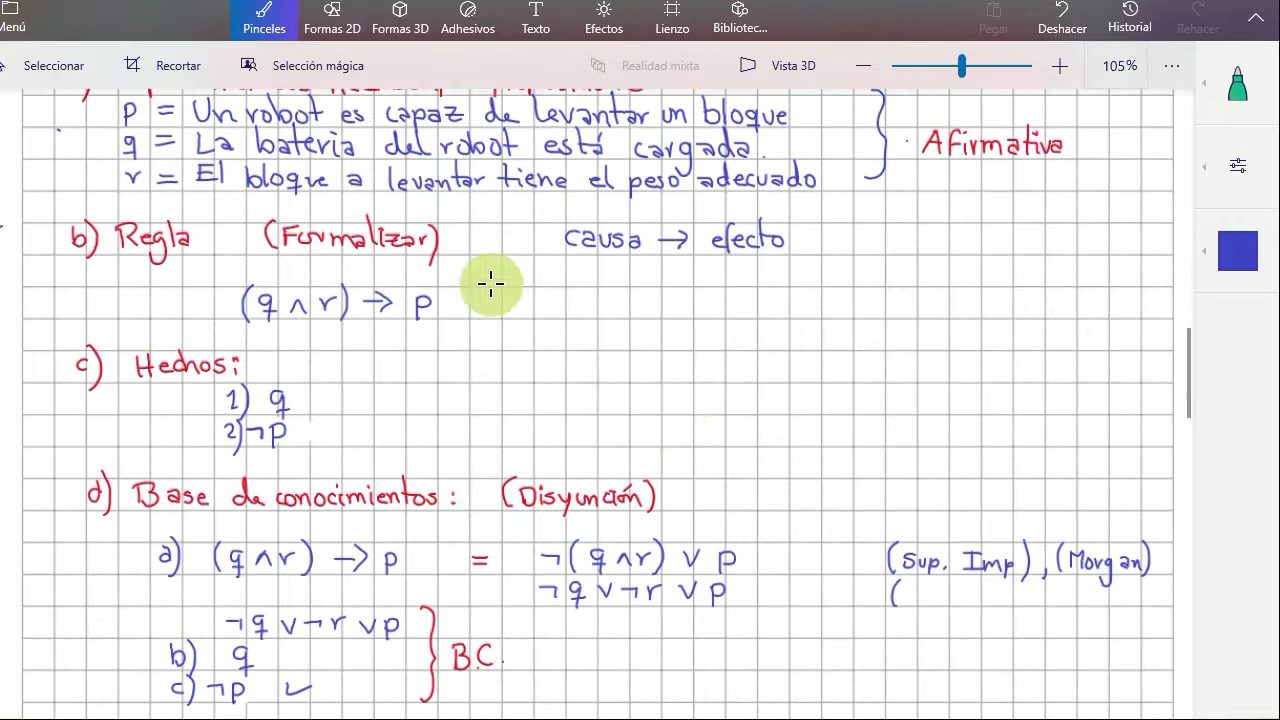 Menú
Pinceles Formas 2D Formas 3D Adhesivos Texto Efectos Lienzo Bibliotec... Pegar Deshacer Historial Rehacer
Seleccionar Recortar Selección mágica Realidad mixta Vista 3D 105%
p = Un robot es capaz de levantar un bloque
q = La bateria del robot está cargada.
r = El bloque a levantar tiene el peso adecuado
· Afirmativa
b) Regla (Formalizar) causa → efecto
(q ∧ r) → p
c) Hechos:
1) q
2) ¬p
d) Base de conocimientos: (Disyunción)
a) (q ∧ r) → p = ¬(q ∧ r) ∨ p (Sup. Imp), (Morgan)
¬q ∨ ¬r ∨ p (
¬q ∨ ¬r ∨ p
b) q
c) ¬p ✓
B.C.